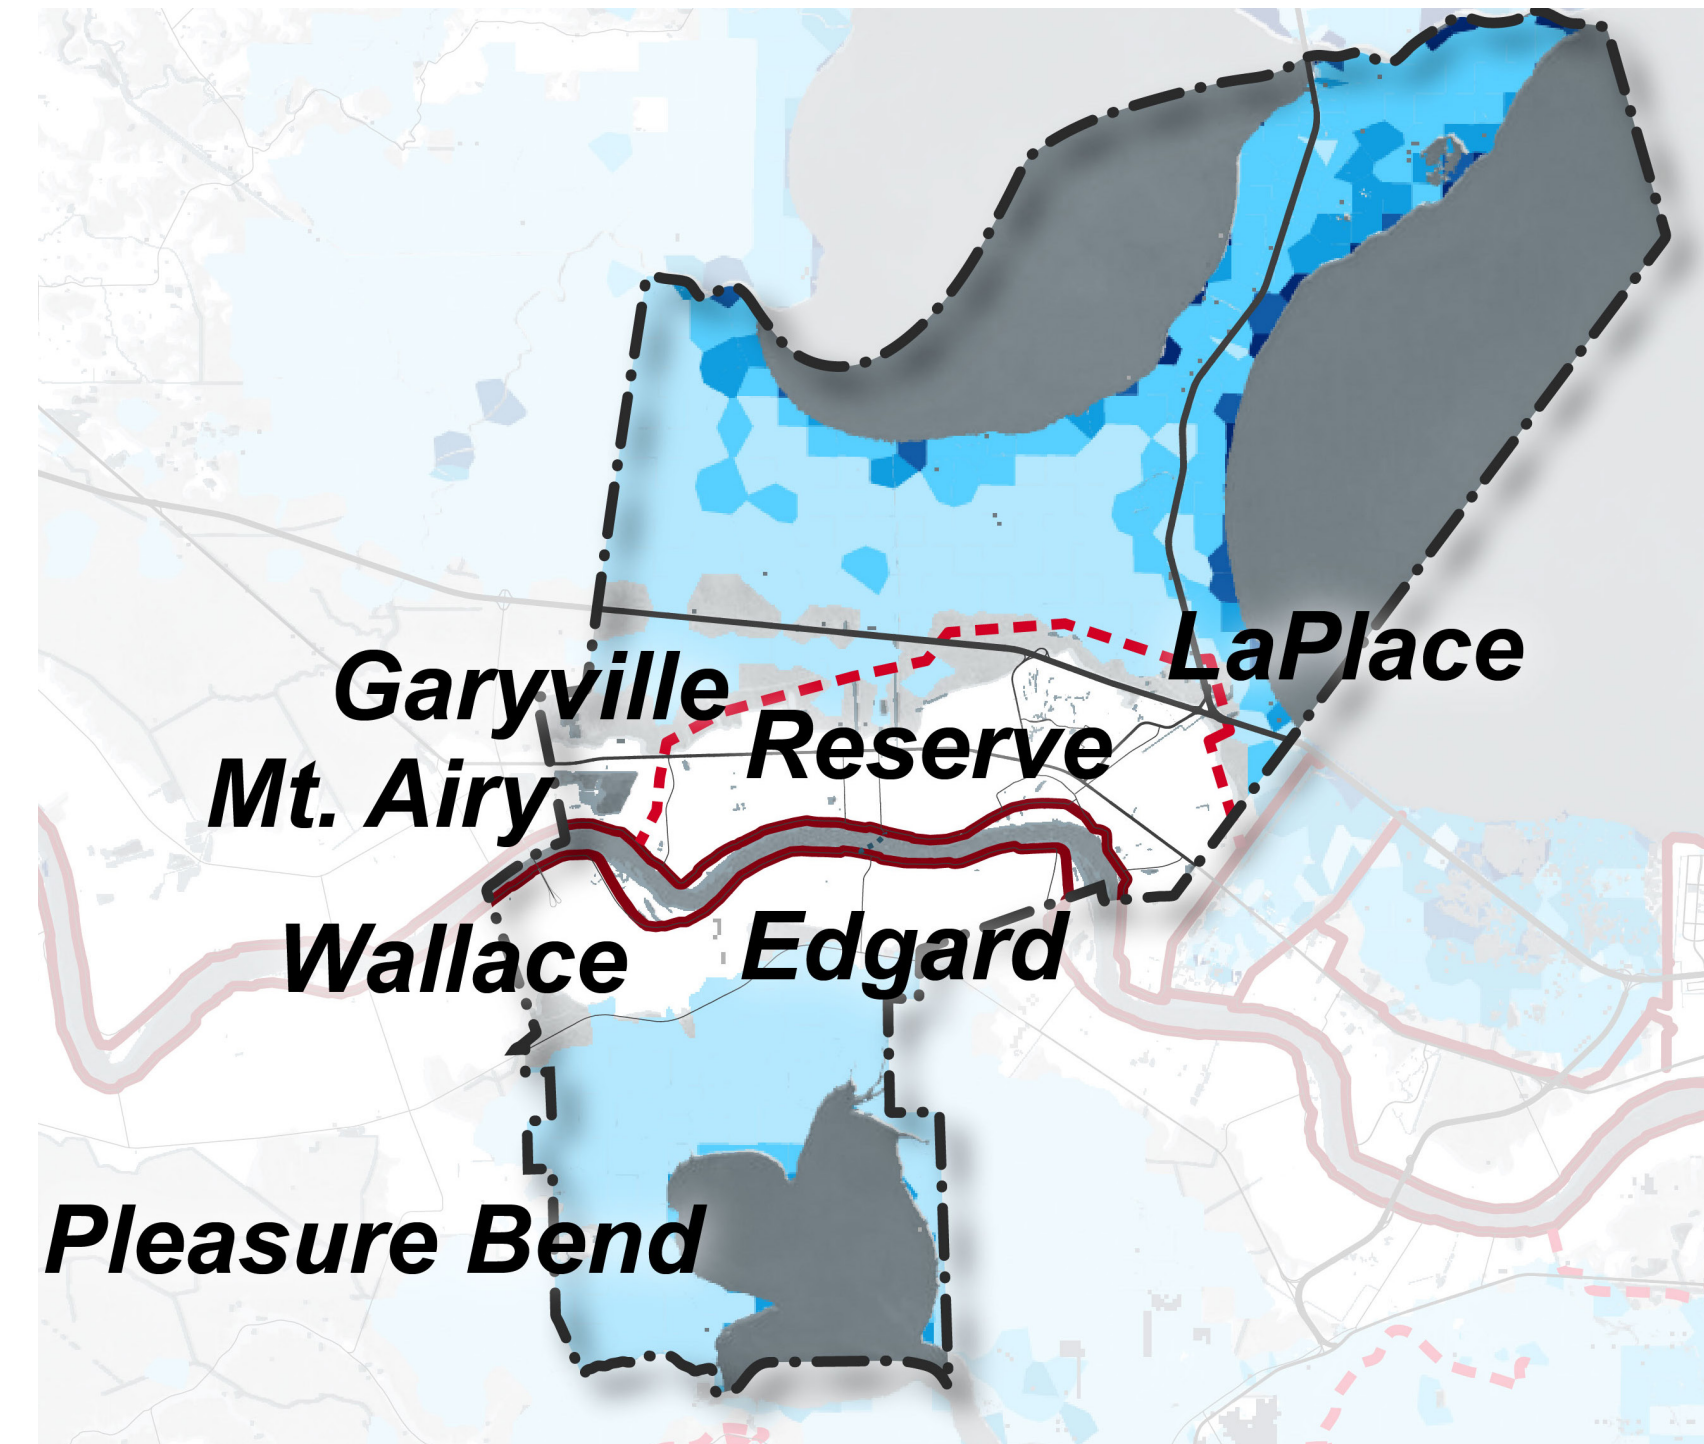 LaPlace
Garyville
Reserve
Mt. Airy
Wallace
Edgard
Pleasure Bend